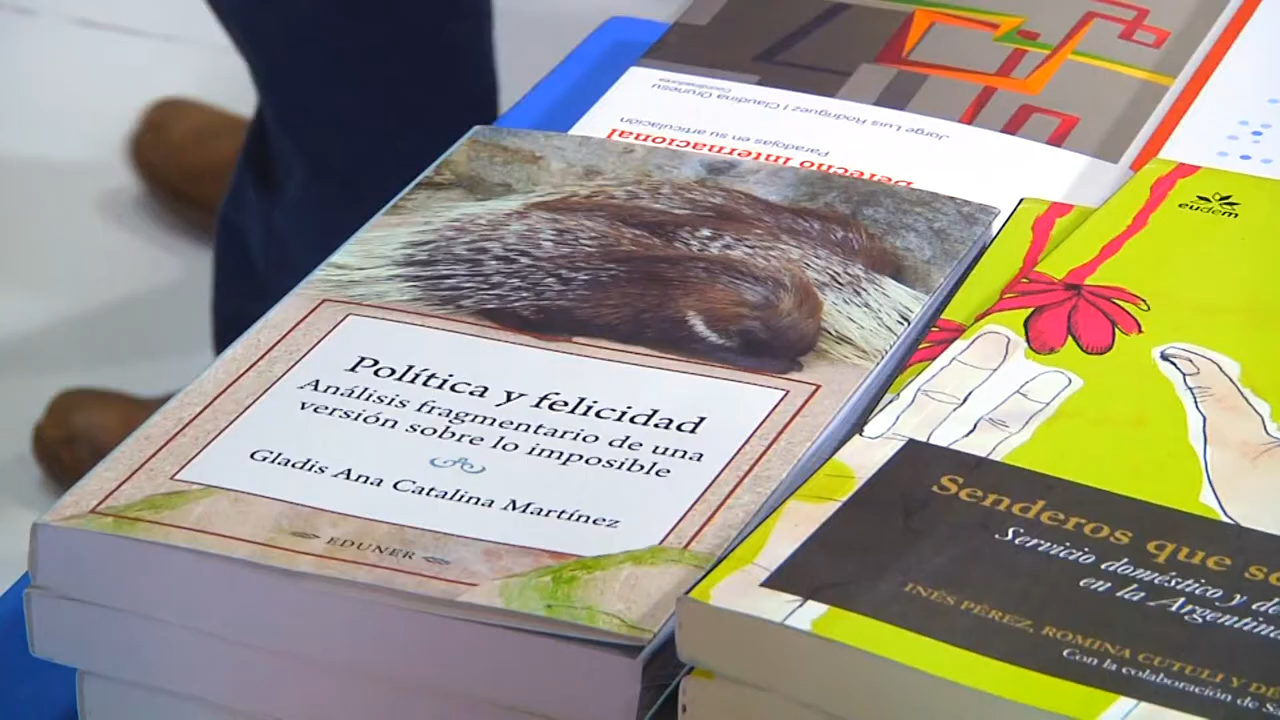 Jorge Luis Rodríguez | Claudina Orunesu
Coordinadores
Paradojas en su articulación
Derecho internacional
Política y felicidad
Análisis fragmentario de una
versión sobre lo imposible
Gladis Ana Catalina Martínez
EDUNER
eudem
Senderos que
Servicio doméstico y
en la Argentina
INÉS PÉREZ, ROMINA CUTULI Y
Con la colaboración de